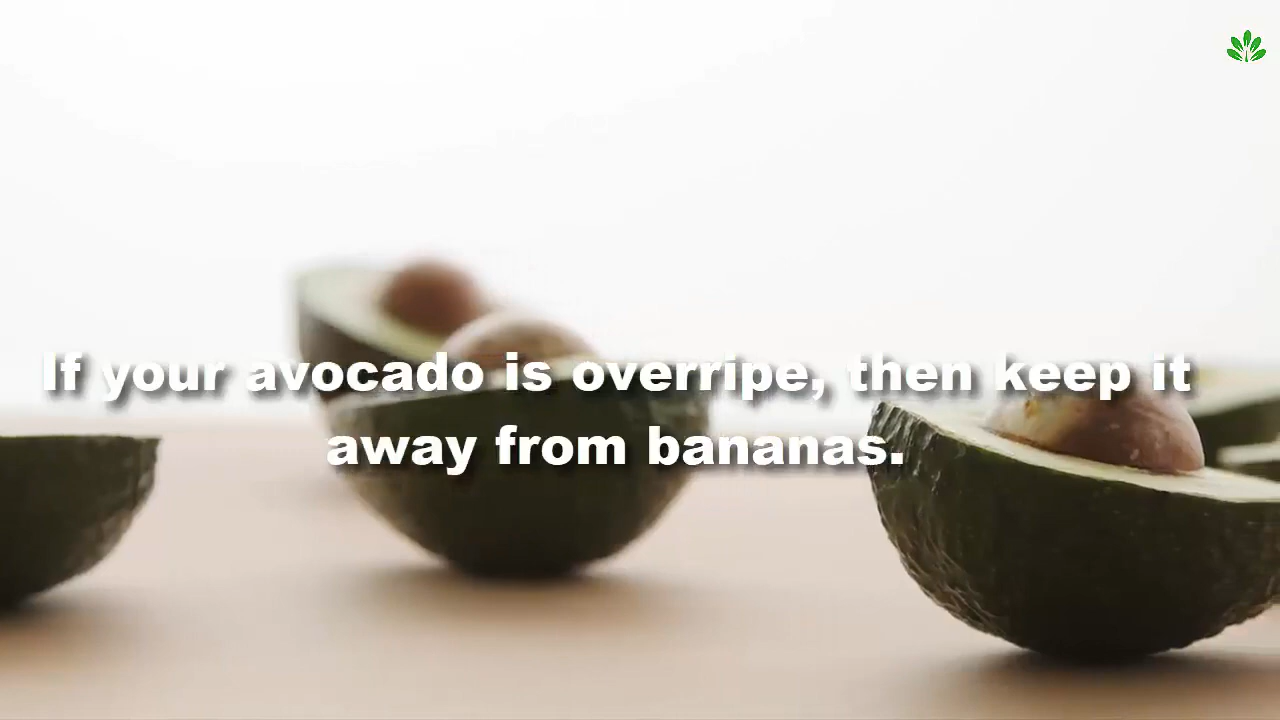 If your avocado is overripe, then keep it
away from bananas.